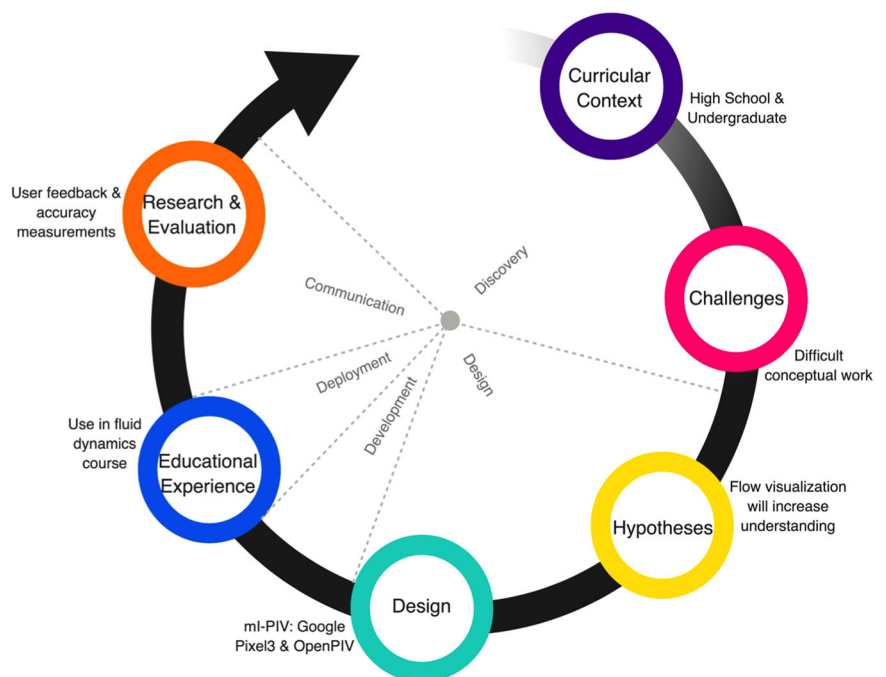 Curricular
Context
High School &
Undergraduate
Challenges
Difficult
conceptual work
Hypotheses
Flow visualization
will increase
understanding
Design
mI-PIV: Google
Pixel3 & OpenPIV
Educational
Experience
Use in fluid
dynamics
course
Research &
Evaluation
User feedback &
accuracy
measurements
Discovery
Design
Development
Deployment
Communication